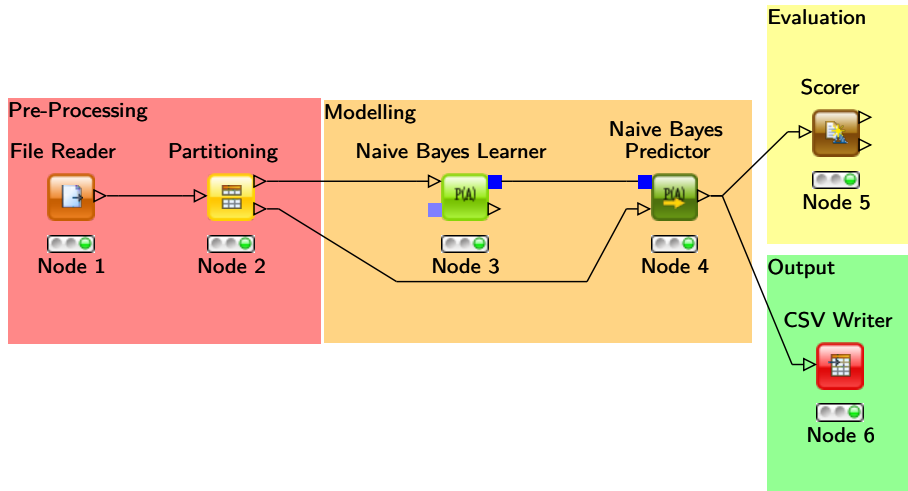 Evaluation
Scorer
Node 5
Pre-Processing
File Reader
Partitioning
Node 1
Node 2
Modelling
Naive Bayes Learner
Naive Bayes
Predictor
P(A)
P(A)
Node 3
Node 4
Output
CSV Writer
Node 6